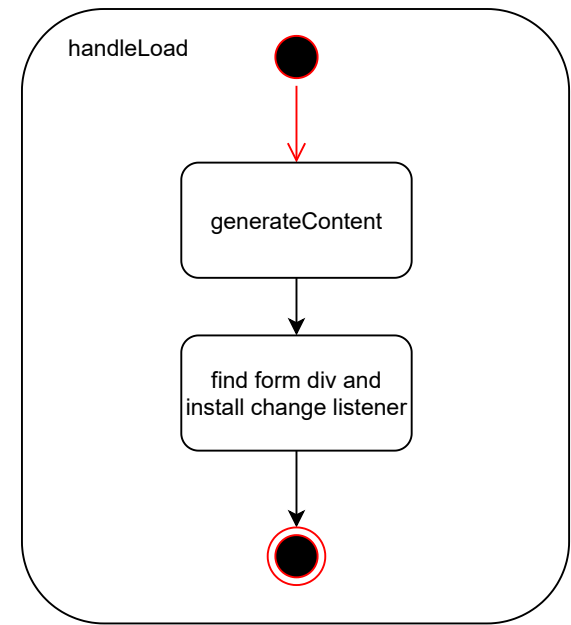 handleLoad
generateContent
find form div and
install change listener